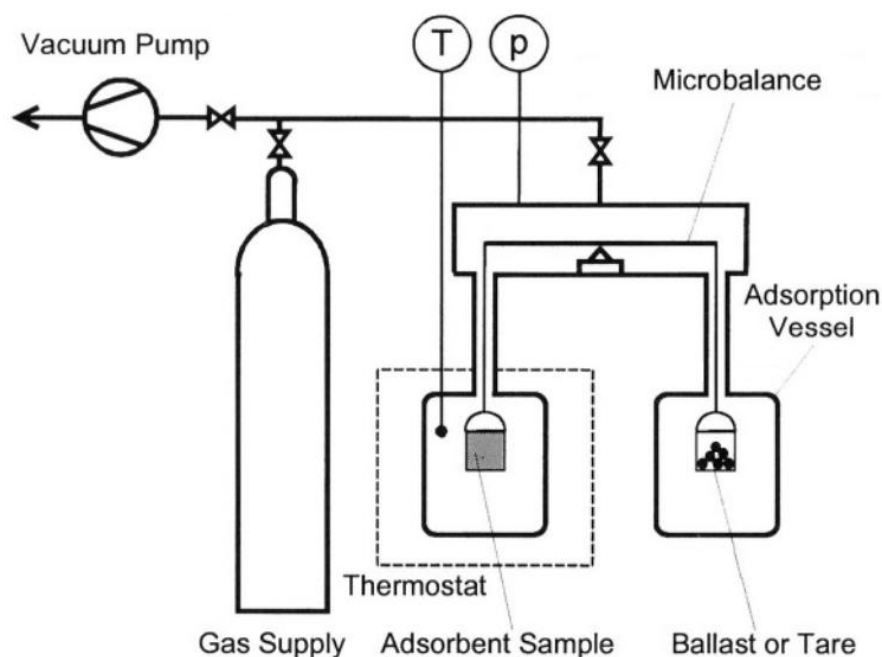 Vacuum Pump
T
p
Microbalance
Adsorption
Vessel
Thermostat
Gas Supply
Adsorbent Sample
Ballast or Tare